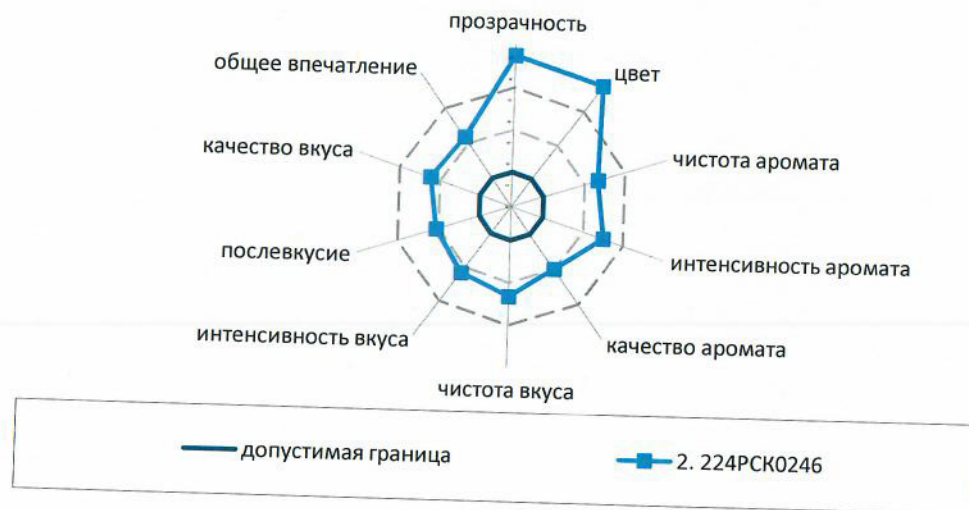 прозрачность
цвет
чистота аромата
интенсивность аромата
качество аромата
чистота вкуса
интенсивность вкуса
послевкусие
качество вкуса
общее впечатление
допустимая граница
2. 224РСК0246